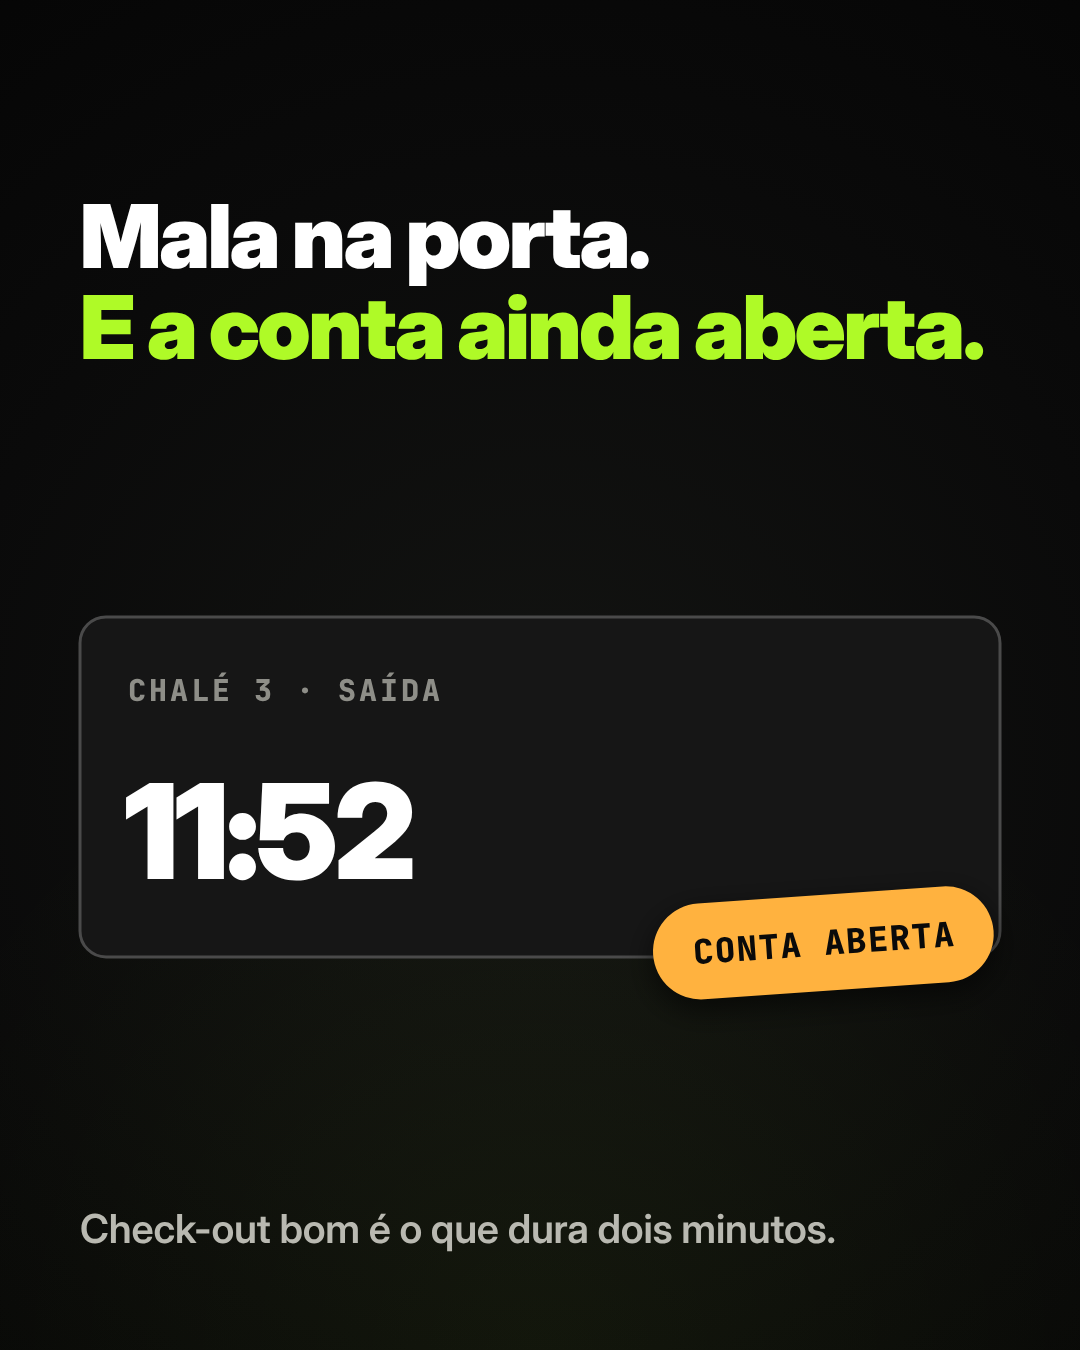 Mala na porta.
E a conta ainda aberta.
CHALÉ 3 · SAÍDA
11:52
CONTA ABERTA
Check-out bom é o que dura dois minutos.